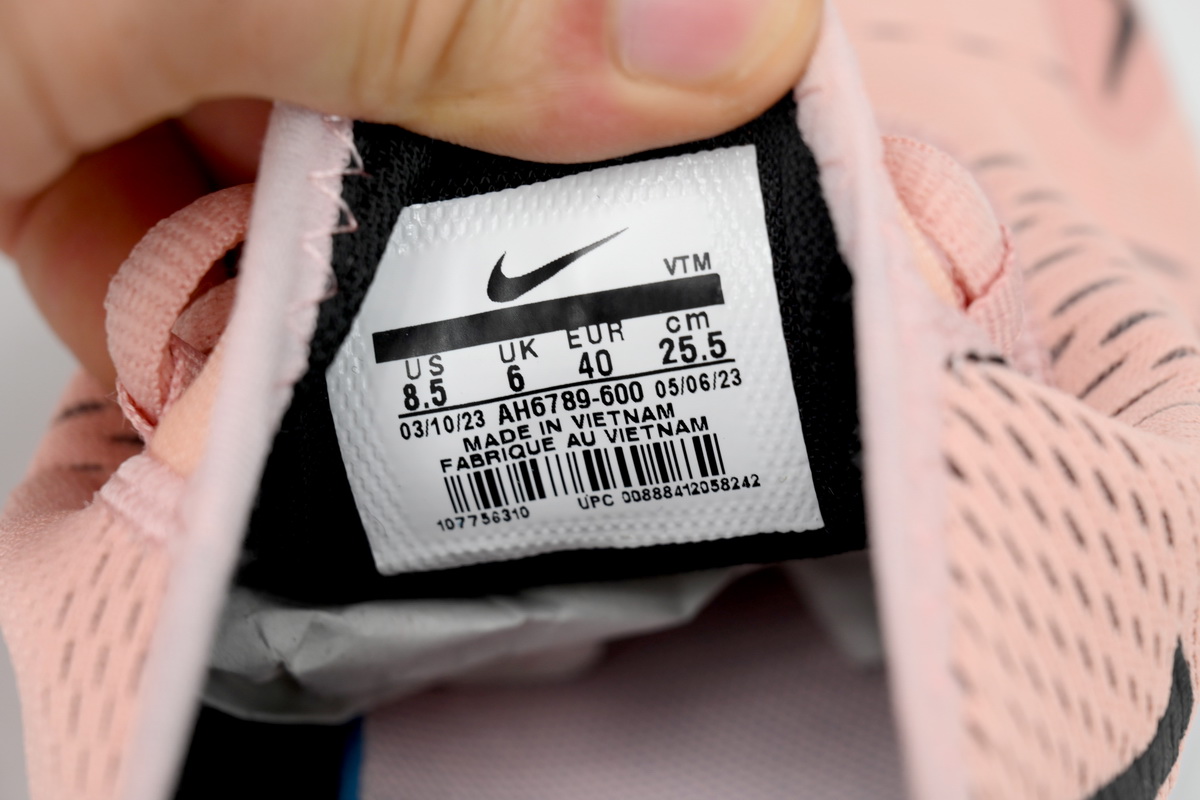 VTM
US UK EUR cm
8.5 6 40 25.5
03/10/23 AH6789-600 05/06/23
MADE IN VIETNAM
FABRIQUE AU VIETNAM
107756310 UPC 00888412058242